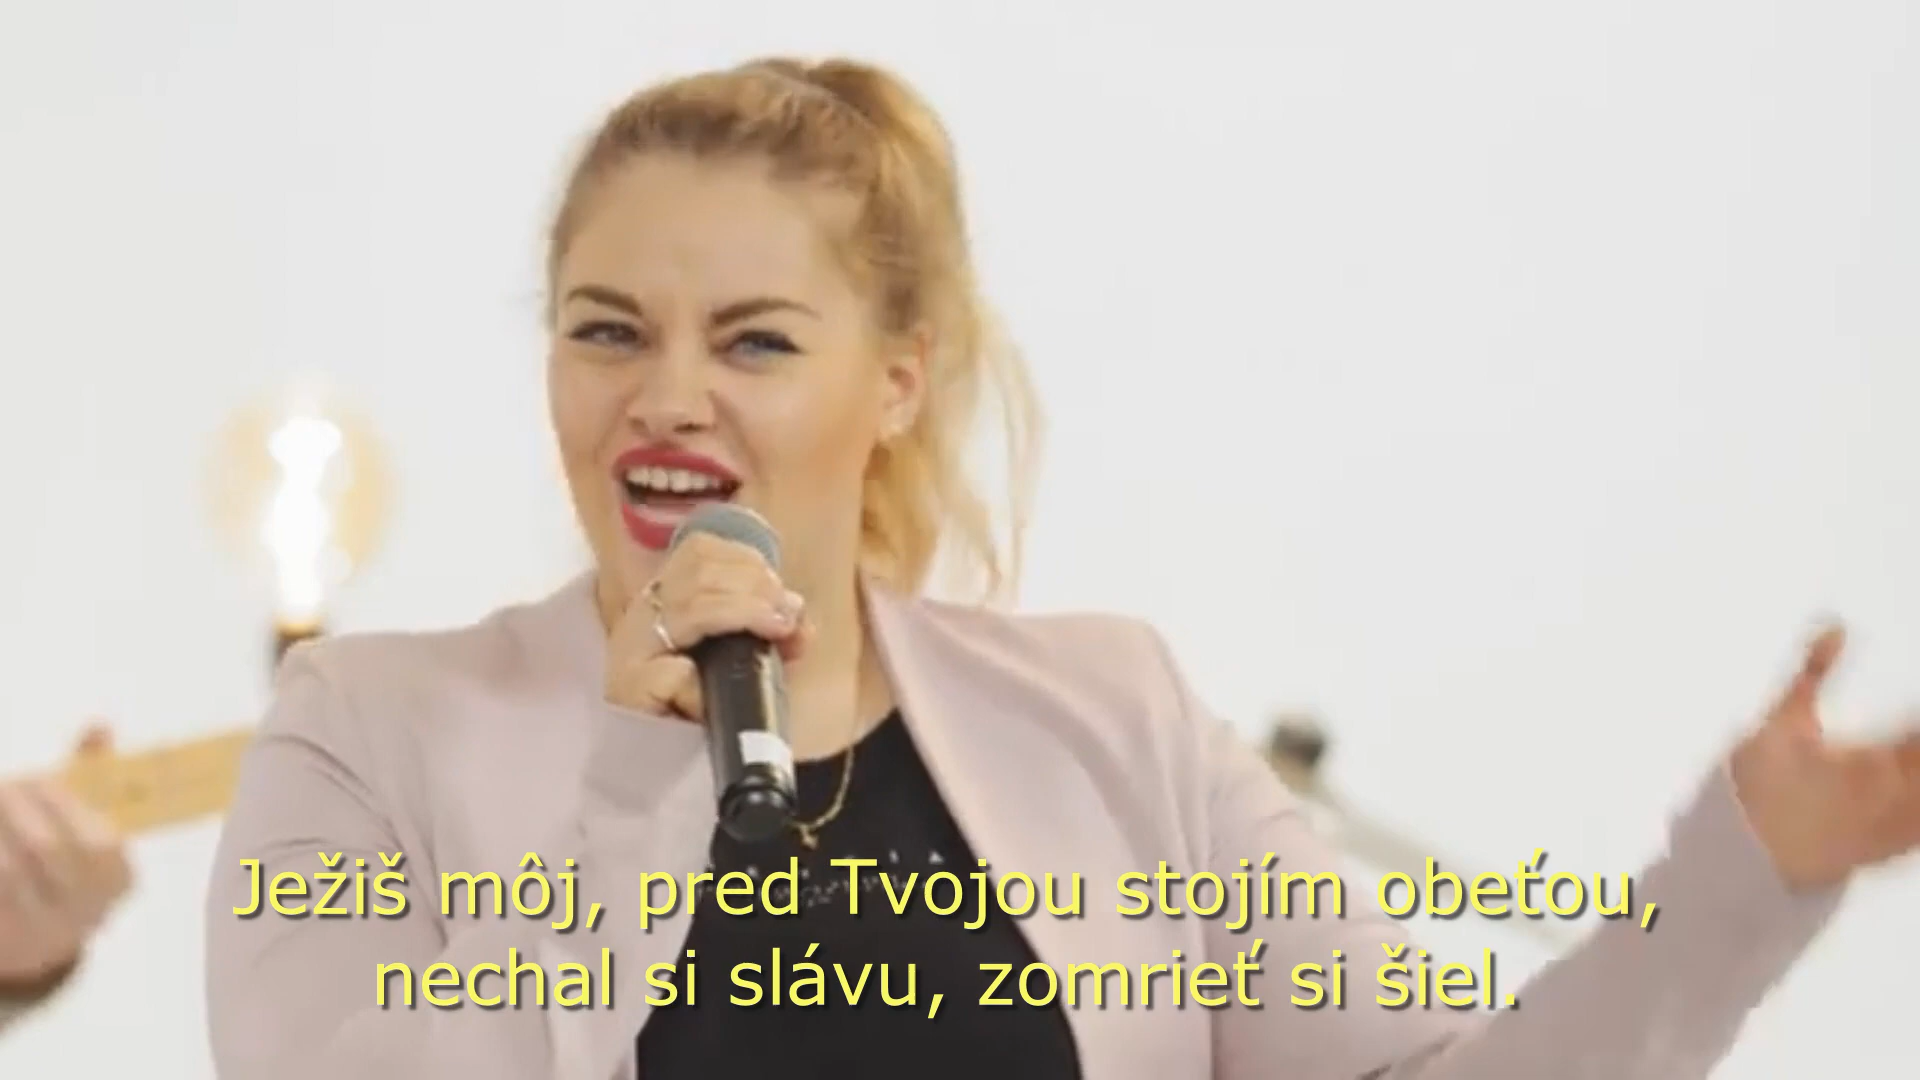 Ježiš môj, pred Tvojou stojím obeťou,
nechal si slávu, zomrieť si šiel.